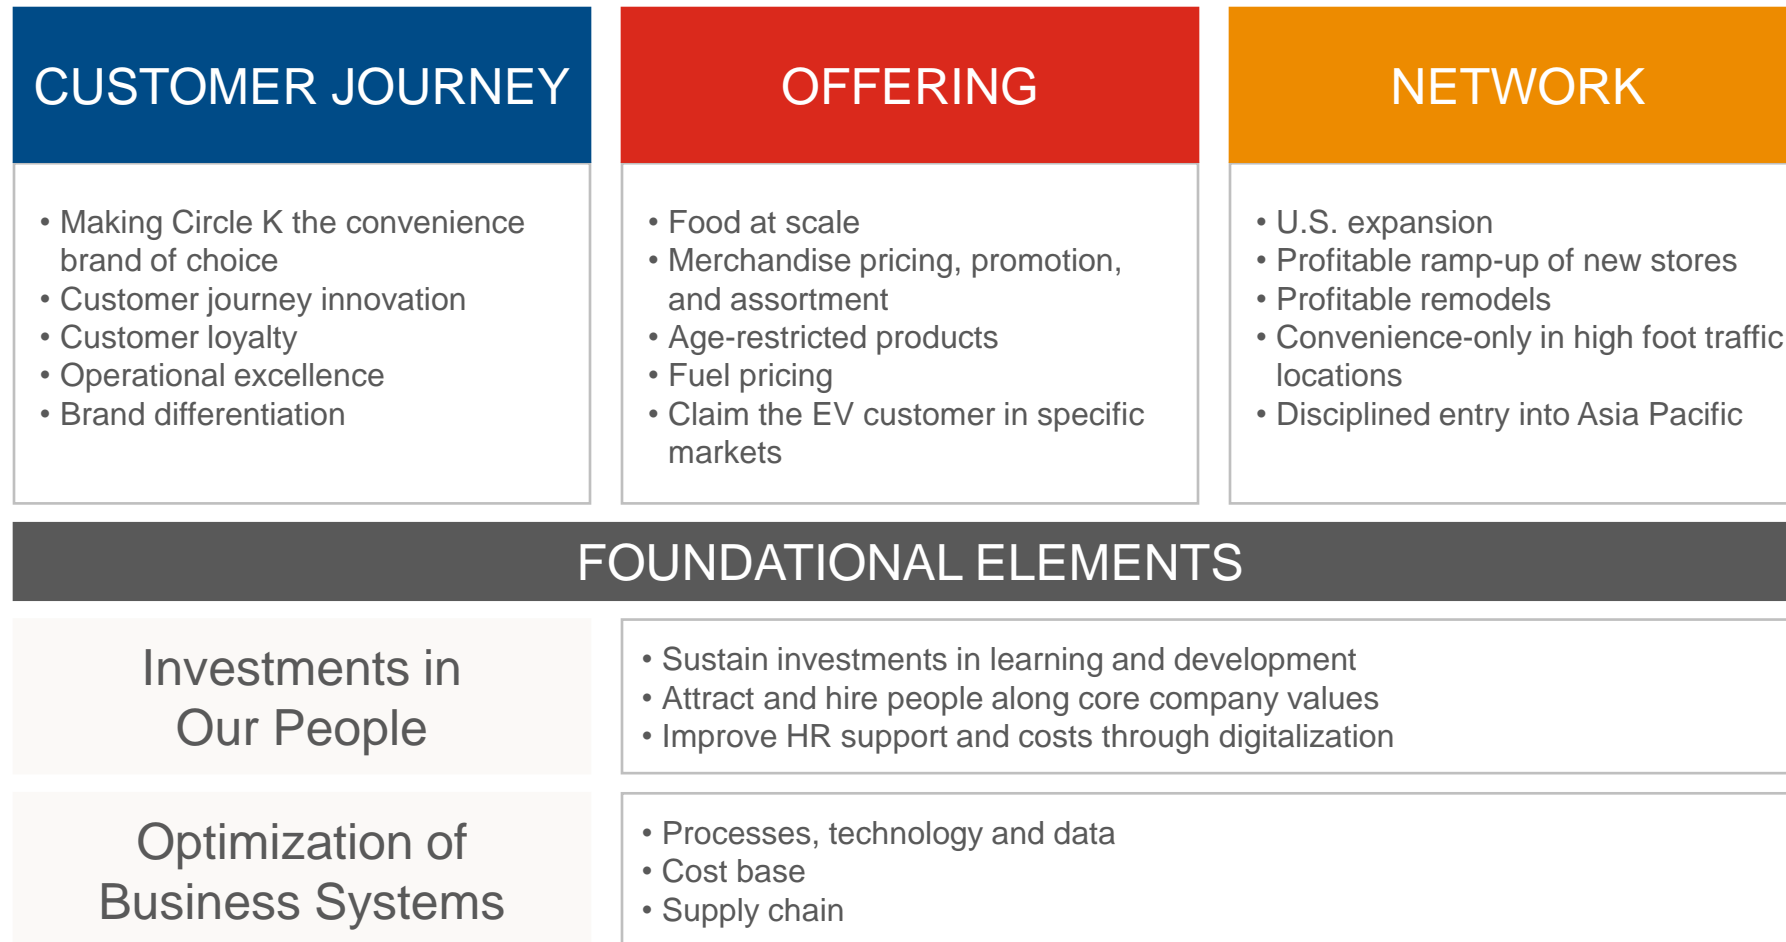 CUSTOMER JOURNEY
• Making Circle K the convenience
brand of choice
• Customer journey innovation
• Customer loyalty
• Operational excellence
• Brand differentiation
OFFERING
• Food at scale
• Merchandise pricing, promotion,
and assortment
• Age-restricted products
• Fuel pricing
• Claim the EV customer in specific
markets
NETWORK
• U.S. expansion
• Profitable ramp-up of new stores
• Profitable remodels
• Convenience-only in high foot traffic
locations
• Disciplined entry into Asia Pacific
FOUNDATIONAL ELEMENTS
Investments in
Our People
• Sustain investments in learning and development
• Attract and hire people along core company values
• Improve HR support and costs through digitalization
Optimization of
Business Systems
• Processes, technology and data
• Cost base
• Supply chain